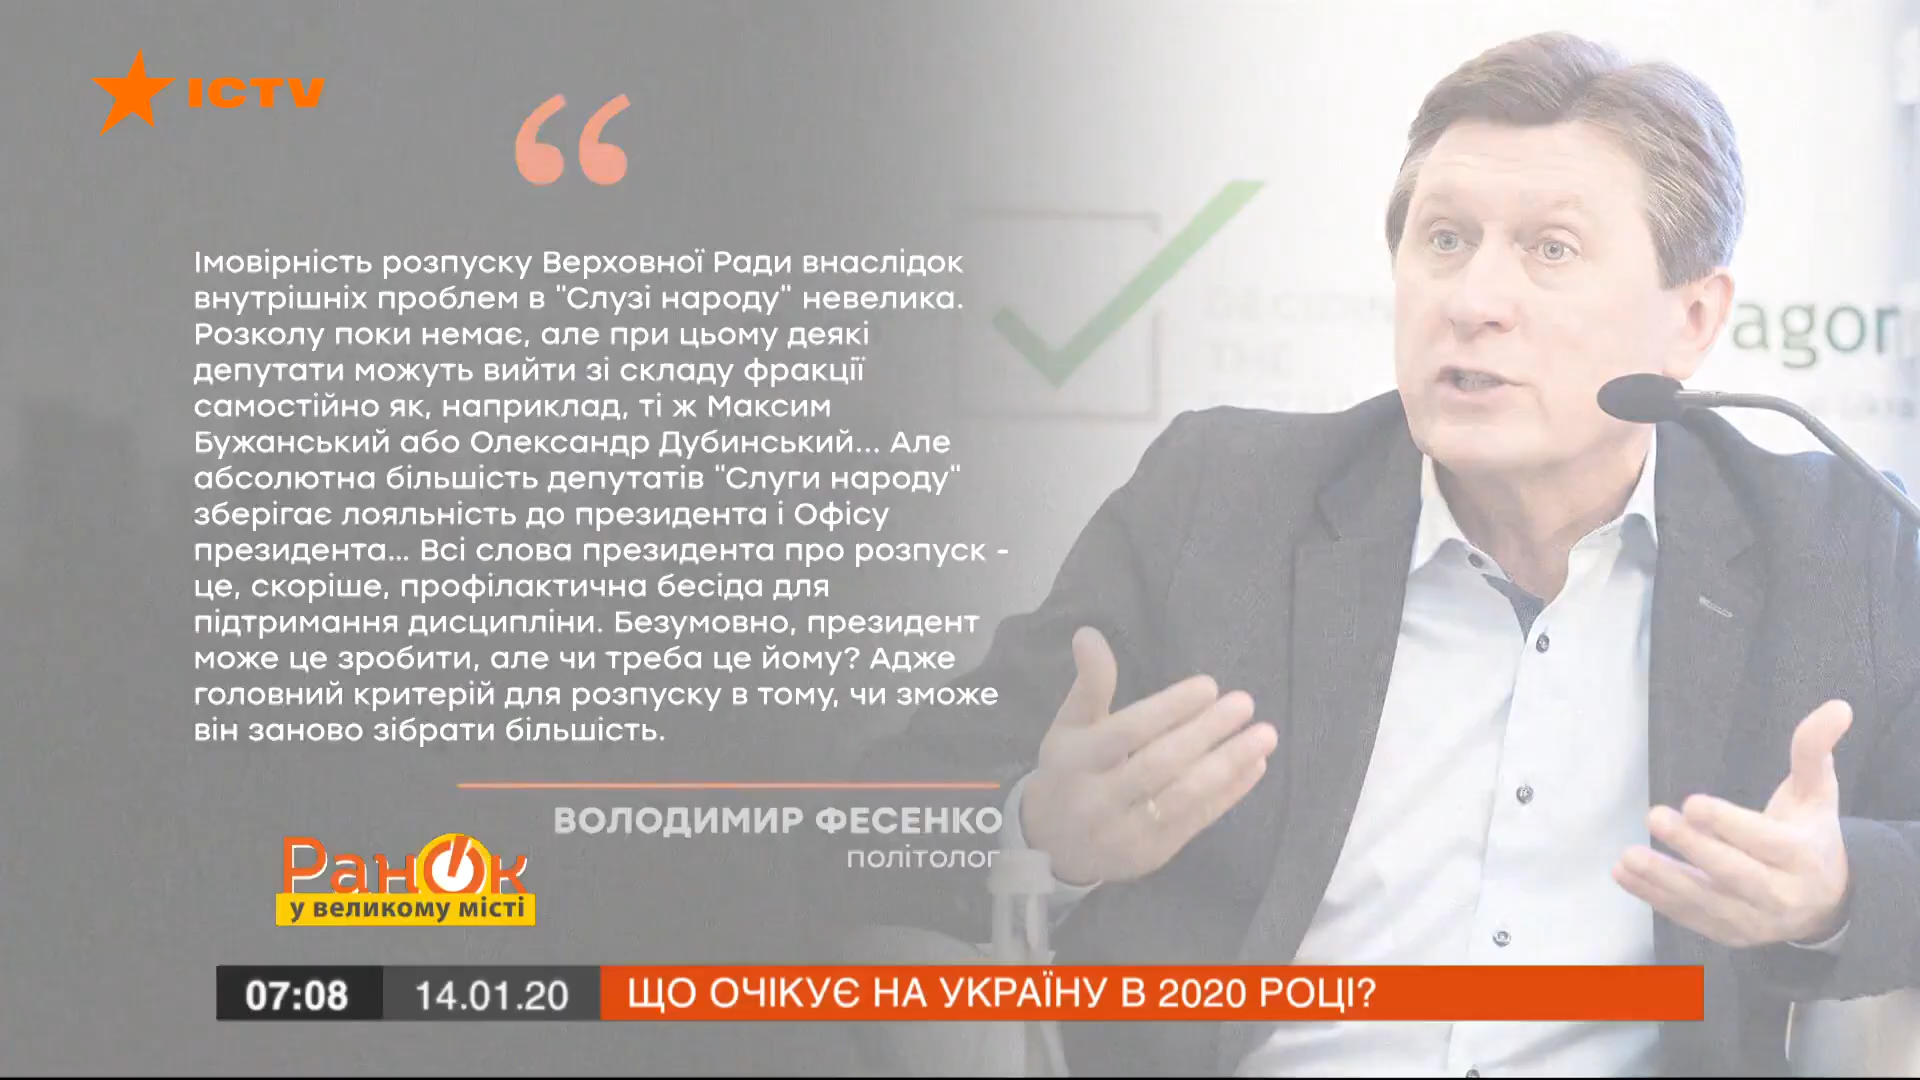 ICTV
Імовірність розпуску Верховної Ради внаслідок
внутрішніх проблем в "Слузі народу" невелика.
Розколу поки немає, але при цьому деякі
депутати можуть вийти зі складу фракції
самостійно як, наприклад, ті ж Максим
Бужанський або Олександр Дубинський... Але
абсолютна більшість депутатів "Слуги народу"
зберігає лояльність до президента і Офісу
президента... Всі слова президента про розпуск -
це, скоріше, профілактична бесіда для
підтримання дисципліни. Безумовно, президент
може це зробити, але чи треба це йому? Адже
головний критерій для розпуску в тому, чи зможе
він заново зібрати більшість.
ВОЛОДИМИР ФЕСЕНКО
політолог
agor
Ранок
у великому місті
07:08 14.01.20 ЩО ОЧІКУЄ НА УКРАЇНУ В 2020 РОЦІ?